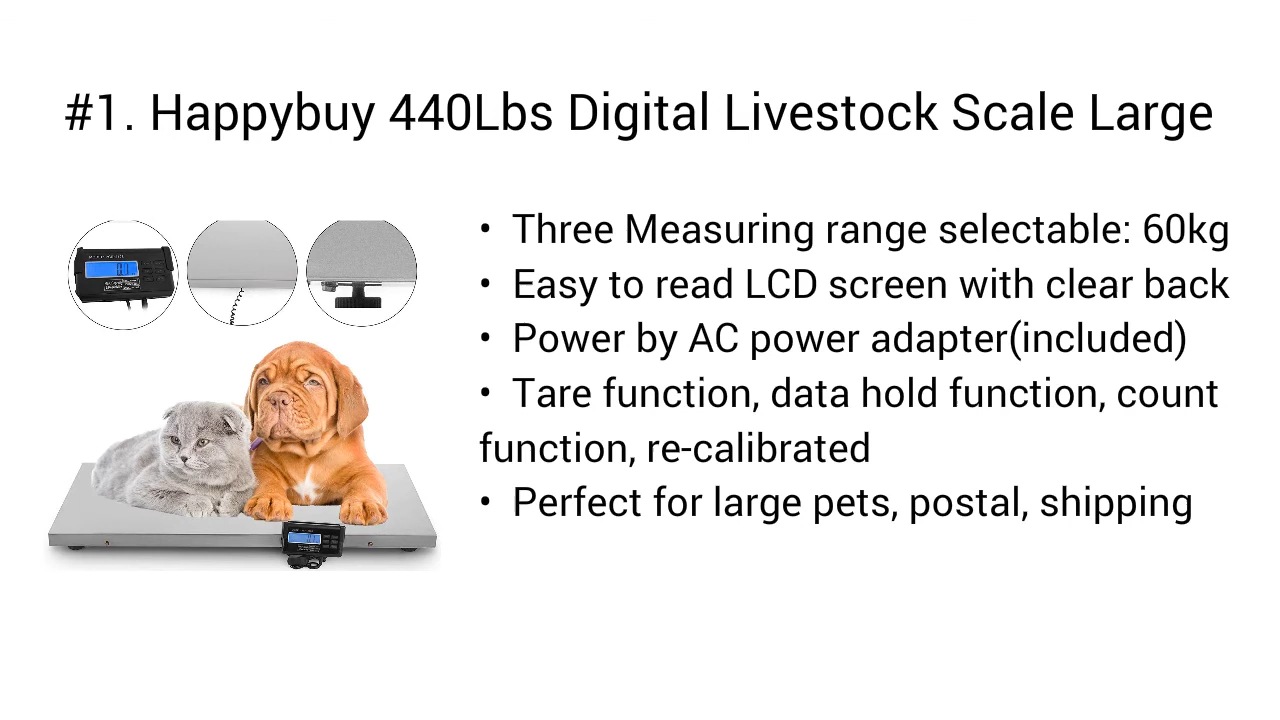 #1. Happybuy 440Lbs Digital Livestock Scale Large
• Three Measuring range selectable: 60kg
• Easy to read LCD screen with clear back
• Power by AC power adapter(included)
• Tare function, data hold function, count
function, re-calibrated
• Perfect for large pets, postal, shipping